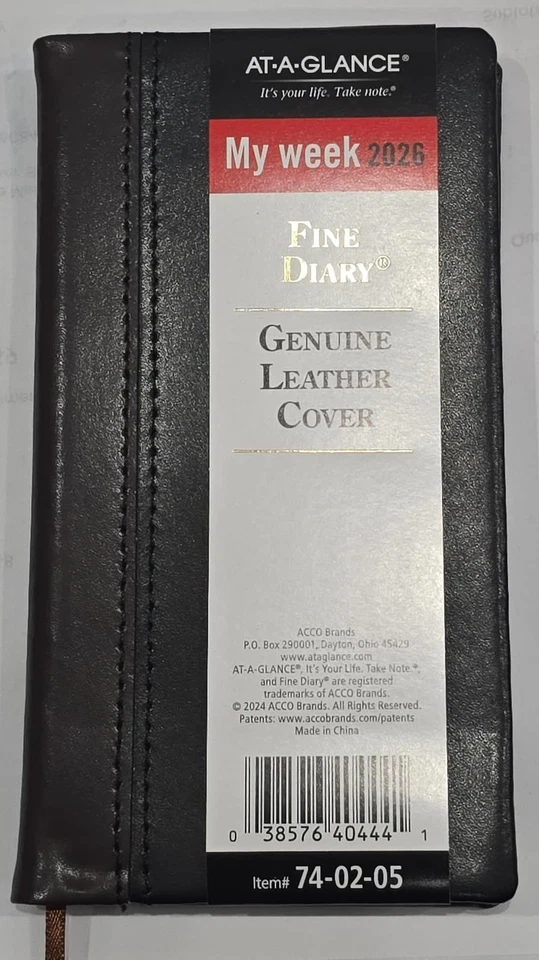 AT-A-GLANCE®
It's your life. Take note.®
My week 2026
FINE
DIARY®
GENUINE
LEATHER
COVER
ACCO Brands
P.O. Box 290001, Dayton, Ohio 45429
www.ataglance.com
AT-A-GLANCE®, It's Your Life. Take Note.®,
and Fine Diary® are registered
trademarks of ACCO Brands.
© 2024 ACCO Brands. All Rights Reserved.
Patents: www.accobrands.com/patents
Made in China
0 38576 40444 1
Item# 74-02-05